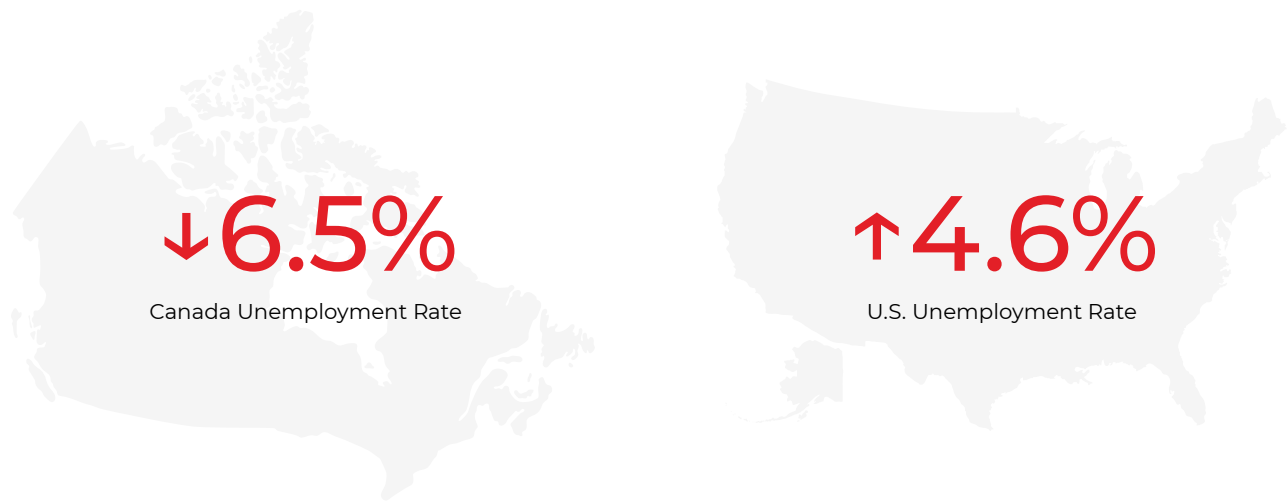 ↓6.5%
Canada Unemployment Rate
↑4.6%
U.S. Unemployment Rate